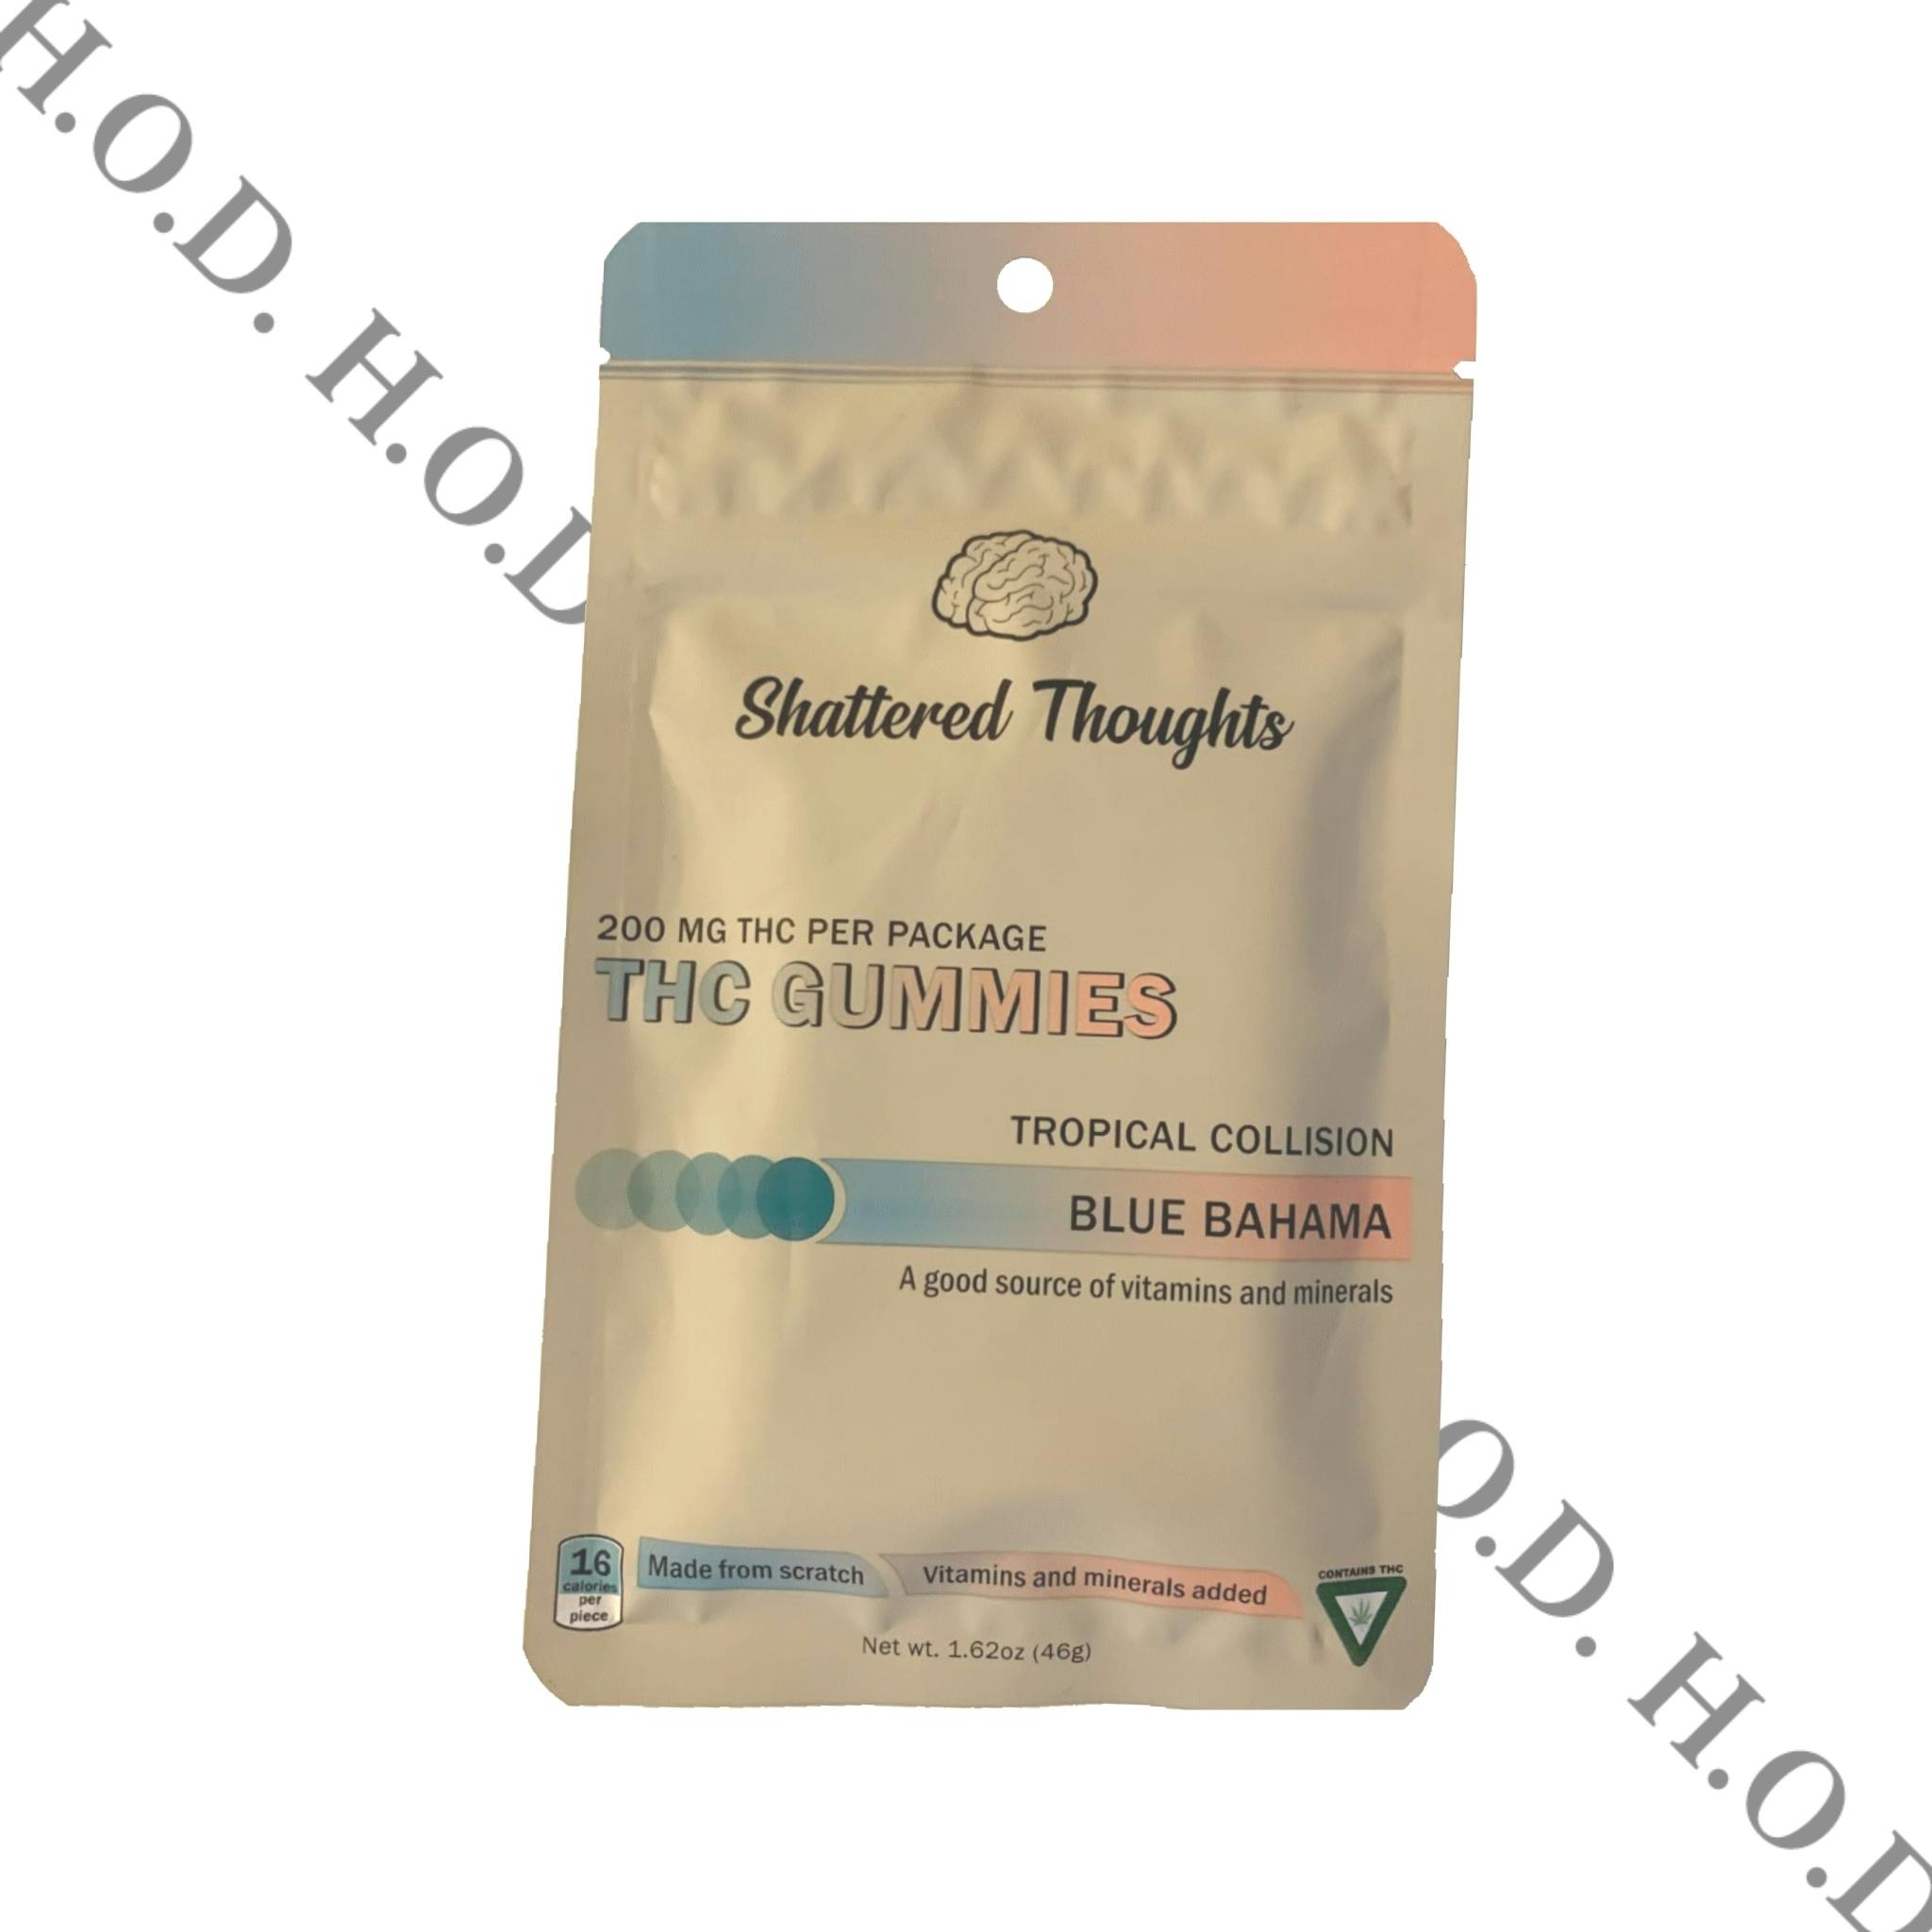 H.O.D. H.O.D
Shattered Thoughts
200 MG THC PER PACKAGE
THC GUMMIES
TROPICAL COLLISION
BLUE BAHAMA
A good source of vitamins and minerals
16
calories
per
piece
Made from scratch
Vitamins and minerals added
CONTAINS THC
Net wt. 1.62oz (46g)
O.D. H.O.D